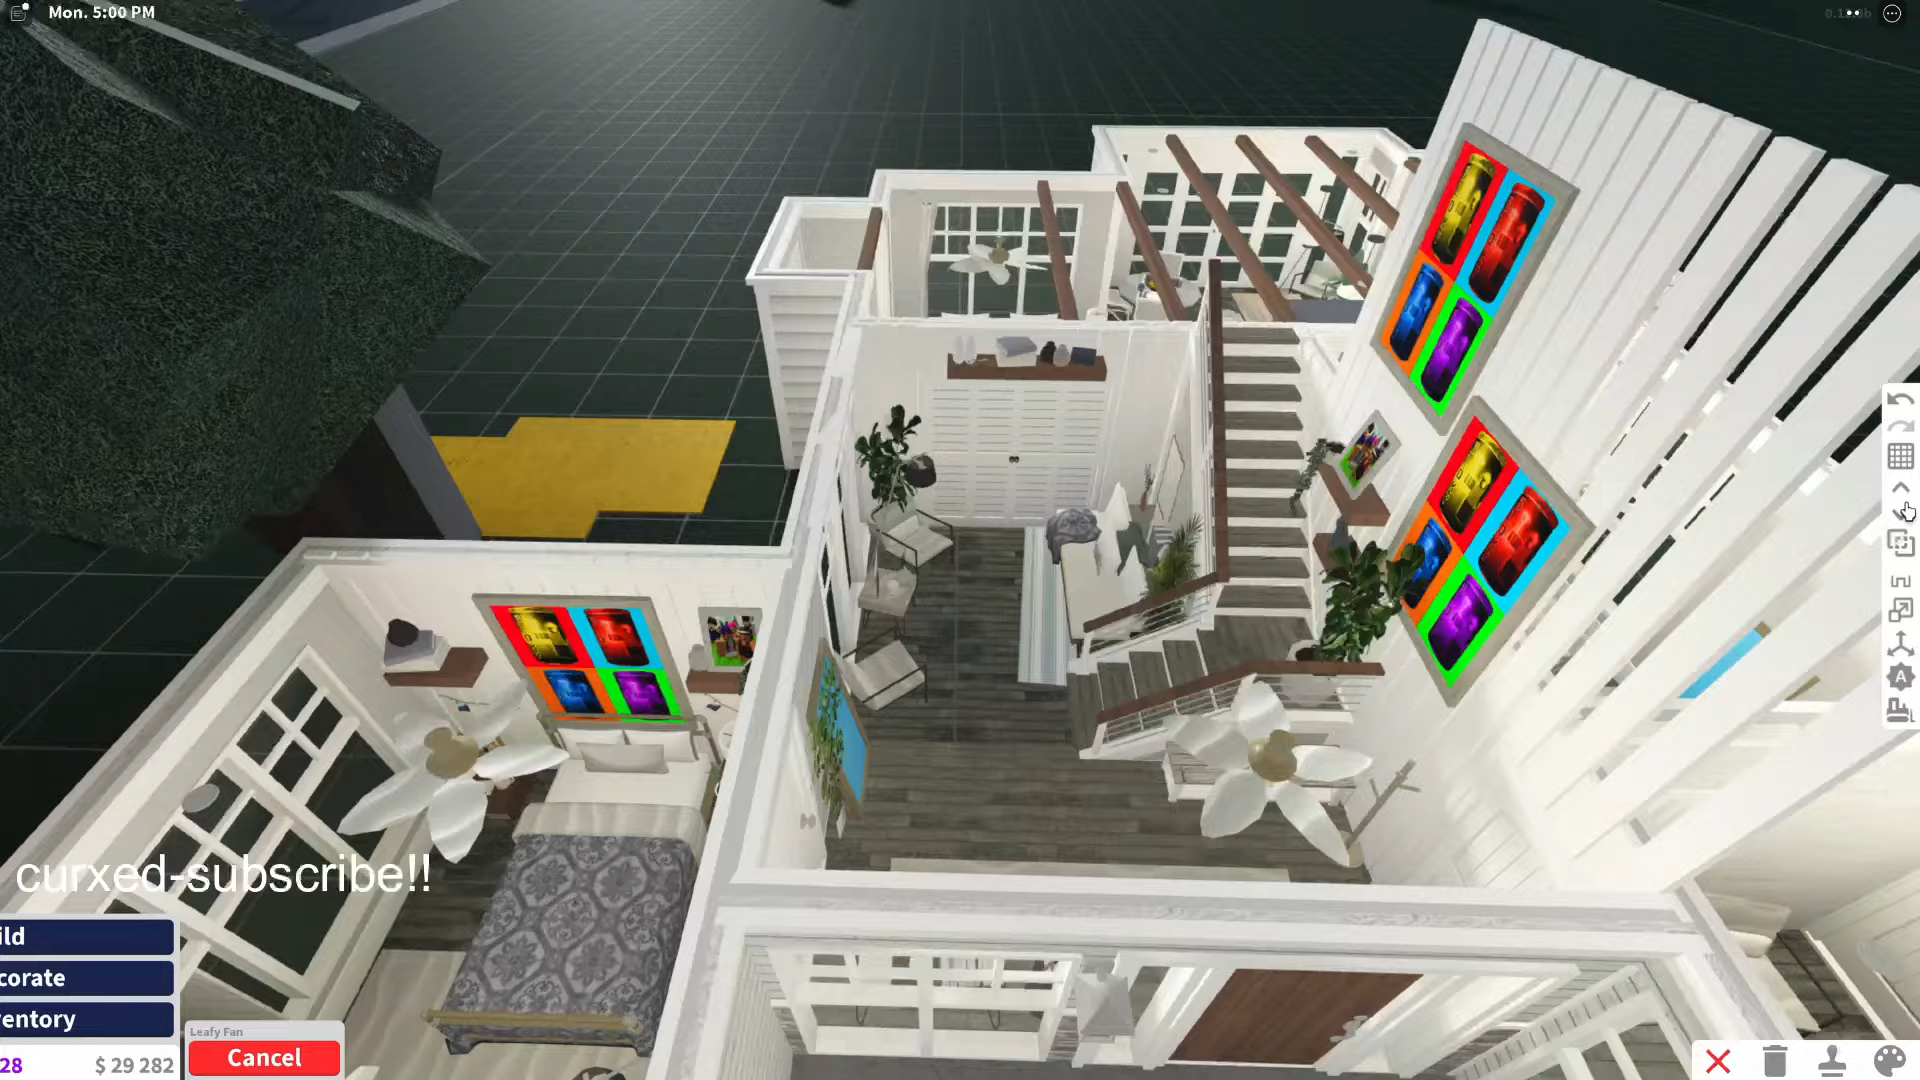 Mon. 5:00 PM
curxed-subscribe!!
ild
corate
entory
28
$ 29 282
Leafy Fan
Cancel
A